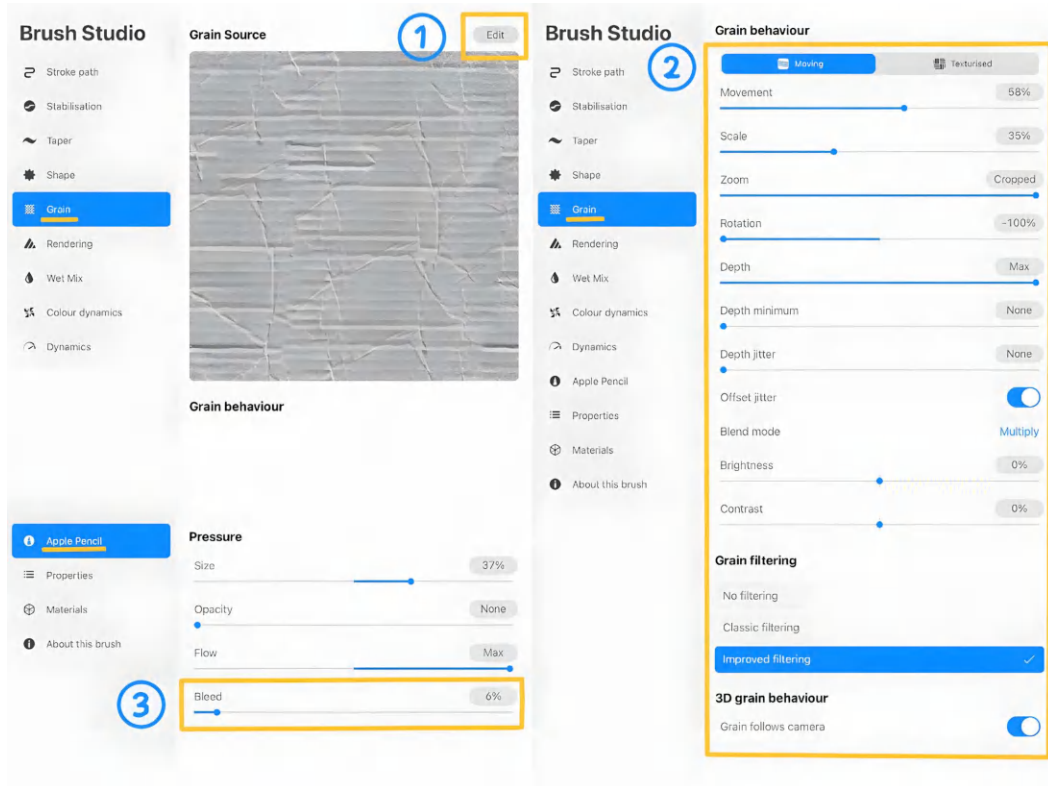 Brush Studio
Stroke path
Stabilisation
Taper
Shape
Grain
Rendering
Wet Mix
Colour dynamics
Dynamics
Grain Source
1
Edit
Grain behaviour
Apple Pencil
Properties
Materials
About this brush
Pressure
Size 37%
Opacity None
Flow Max
3
Bleed 6%
Brush Studio
2
Stroke path
Stabilisation
Taper
Shape
Grain
Rendering
Wet Mix
Colour dynamics
Dynamics
Apple Pencil
Properties
Materials
About this brush
Grain behaviour
Moving Texturised
Movement 58%
Scale 35%
Zoom Cropped
Rotation -100%
Depth Max
Depth minimum None
Depth jitter None
Offset jitter
Blend mode Multiply
Brightness 0%
Contrast 0%
Grain filtering
No filtering
Classic filtering
Improved filtering
3D grain behaviour
Grain follows camera